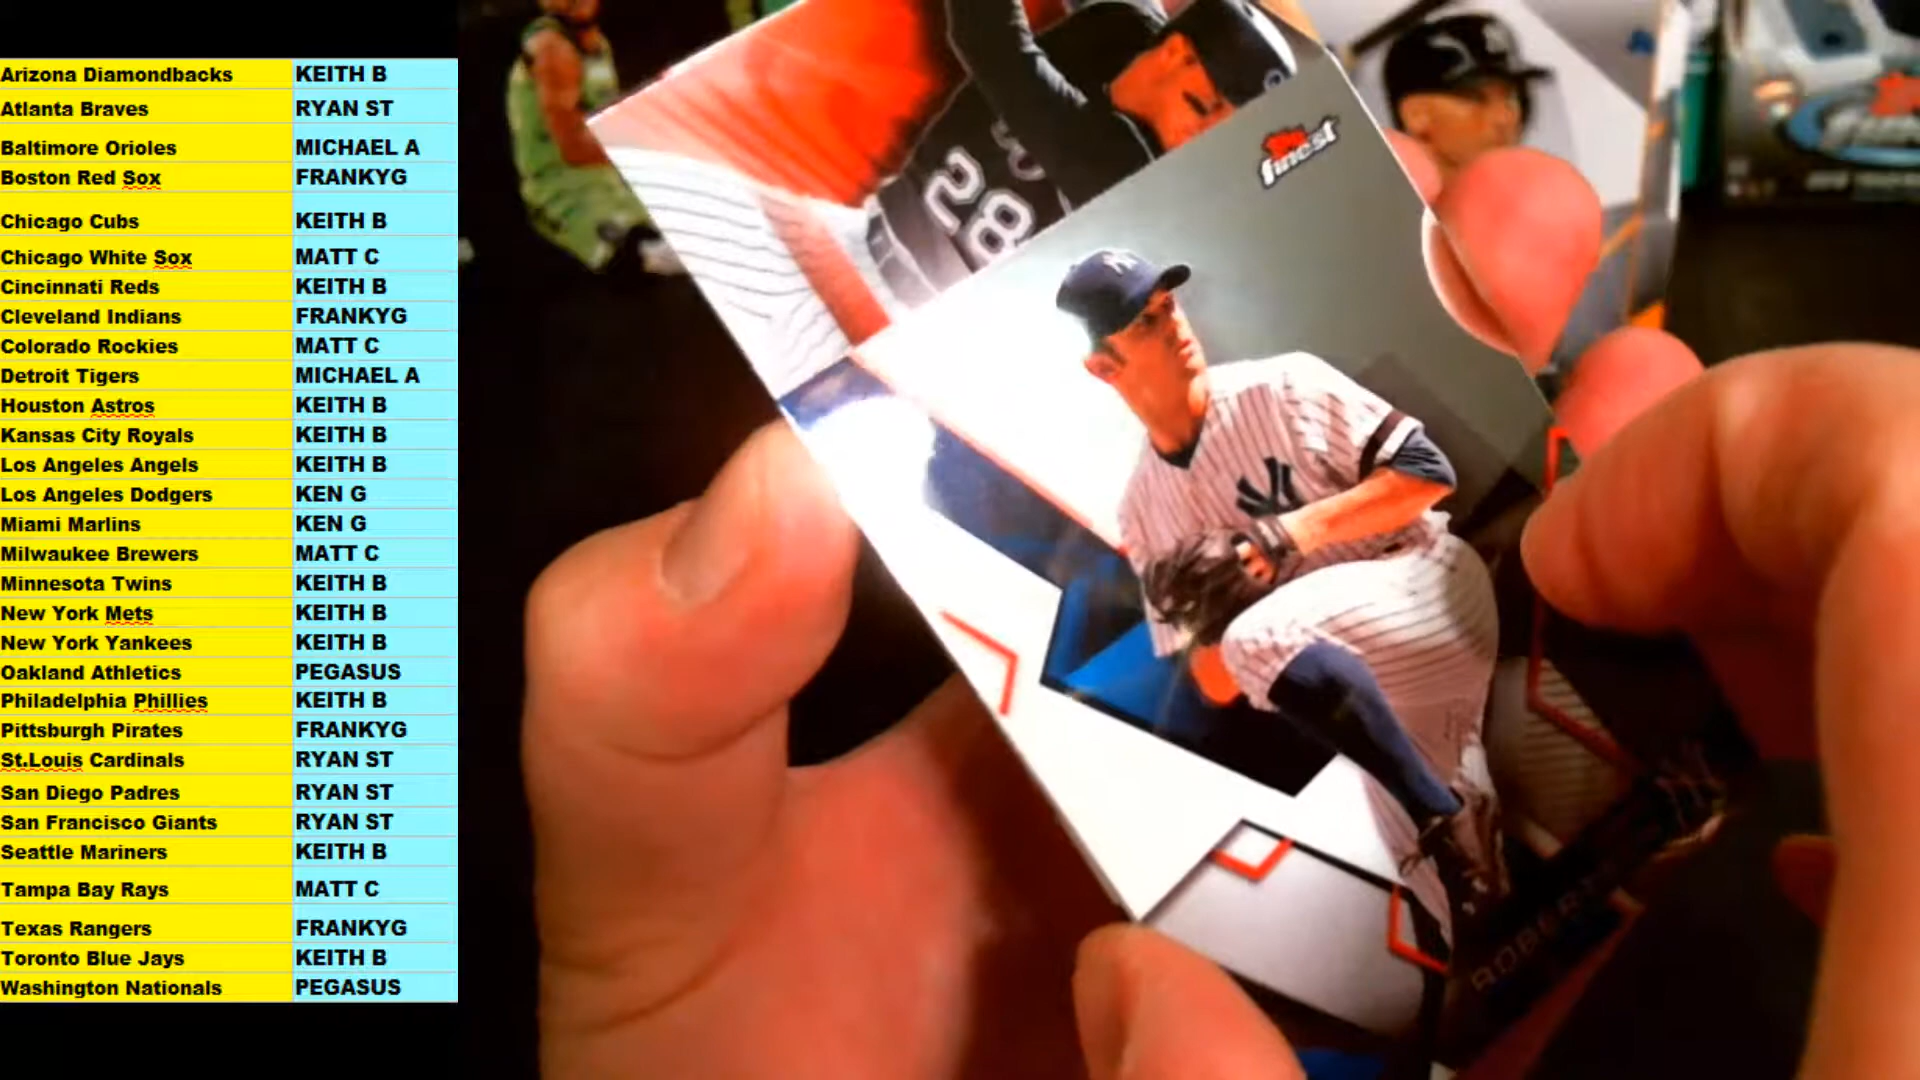 Arizona Diamondbacks KEITH B
Atlanta Braves RYAN ST
Baltimore Orioles MICHAEL A
Boston Red Sox FRANKYG
Chicago Cubs KEITH B
Chicago White Sox MATT C
Cincinnati Reds KEITH B
Cleveland Indians FRANKYG
Colorado Rockies MATT C
Detroit Tigers MICHAEL A
Houston Astros KEITH B
Kansas City Royals KEITH B
Los Angeles Angels KEITH B
Los Angeles Dodgers KEN G
Miami Marlins KEN G
Milwaukee Brewers MATT C
Minnesota Twins KEITH B
New York Mets KEITH B
New York Yankees KEITH B
Oakland Athletics PEGASUS
Philadelphia Phillies KEITH B
Pittsburgh Pirates FRANKYG
St.Louis Cardinals RYAN ST
San Diego Padres RYAN ST
San Francisco Giants RYAN ST
Seattle Mariners KEITH B
Tampa Bay Rays MATT C
Texas Rangers FRANKYG
Toronto Blue Jays KEITH B
Washington Nationals PEGASUS
28
finest
NY